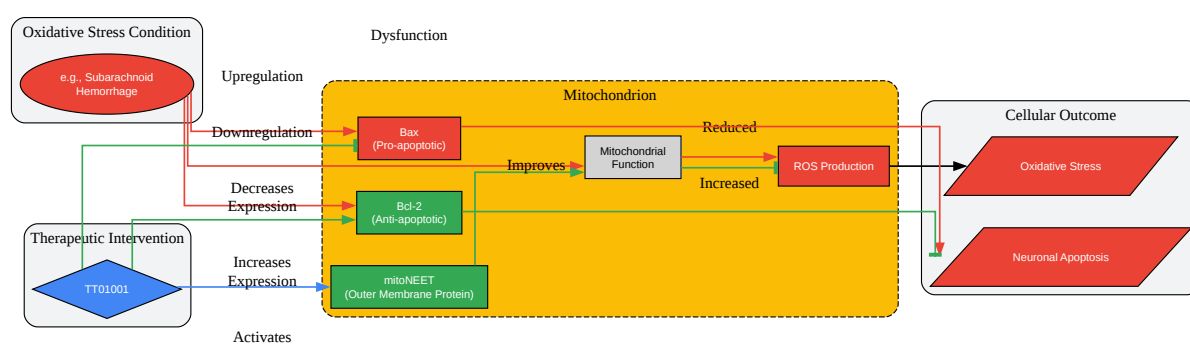 Oxidative Stress Condition
e.g., Subarachnoid
Hemorrhage
Dysfunction
Upregulation
Downregulation
Decreases
Expression
Therapeutic Intervention
TT01001
Increases
Expression
Activates
Mitochondrion
Bax
(Pro-apoptotic)
Bcl-2
(Anti-apoptotic)
mitoNEET
(Outer Membrane Protein)
Improves
Mitochondrial
Function
Reduced
Increased
ROS Production
Cellular Outcome
Oxidative Stress
Neuronal Apoptosis